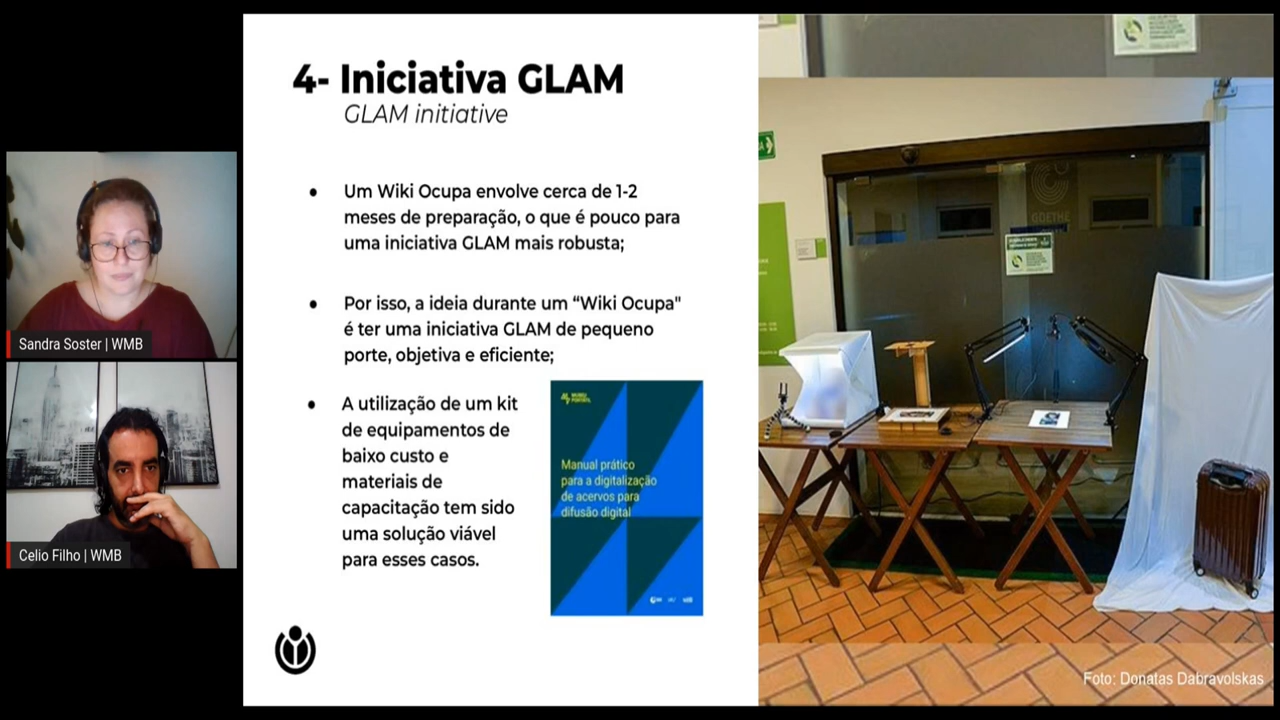 4- Iniciativa GLAM
GLAM initiative
Um Wiki Ocupa envolve cerca de 1-2
meses de preparação, o que é pouco para
uma iniciativa GLAM mais robusta;
Por isso, a ideia durante um “Wiki Ocupa"
é ter uma iniciativa GLAM de pequeno
porte, objetiva e eficiente;
A utilização de um kit
de equipamentos de
baixo custo e
materiais de
capacitação tem sido
uma solução viável
para esses casos.
Manual prático
para a digitalização
de acervos para
difusão digital
Sandra Soster | WMB
Celio Filho | WMB
GOETHE
Foto: Donatas Dabravolskas